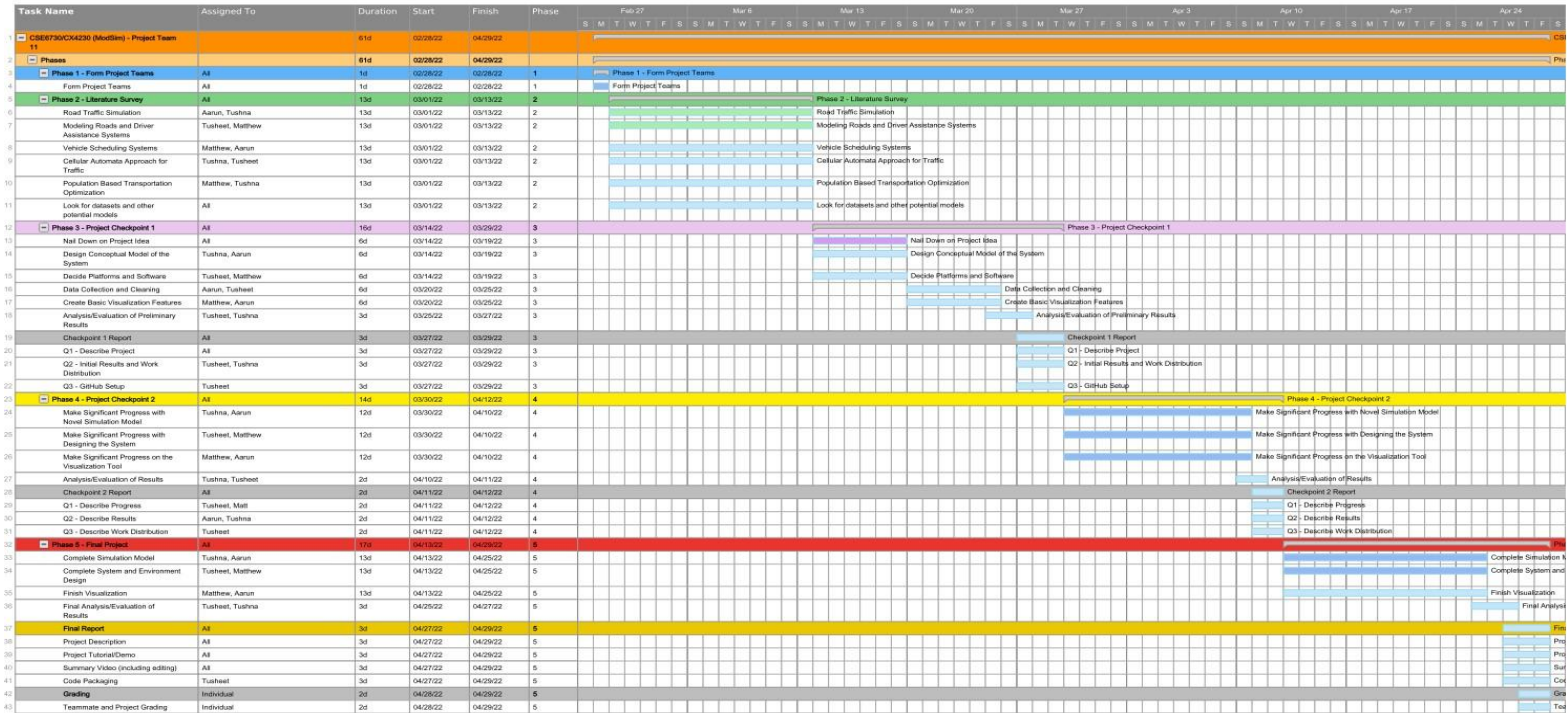 Task Name Assigned To Duration Start Finish Phase Feb 27 Mar 6 Mar 13 Mar 20 Mar 27 Apr 3 Apr 10 Apr 17 Apr 24
S M T W T F S S M T W T F S S M T W T F S S M T W T F S S M T W T F S S M T W T F S S M T W T F S S M T W T F S S M T W T F S
1 CSE6730/CX4230 (ModSim) - Project Team 61d 02/28/22 04/29/22 CSE
11
2 Phases 61d 02/28/22 04/29/22 Pha
3 Phase 1 - Form Project Teams All 1d 02/28/22 02/28/22 1 Phase 1 - Form Project Teams
4 Form Project Teams All 1d 02/28/22 02/28/22 1 Form Project Teams
5 Phase 2 - Literature Survey All 13d 03/01/22 03/13/22 2 Phase 2 - Literature Survey
6 Road Traffic Simulation Aarun, Tushna 13d 03/01/22 03/13/22 2 Road Traffic Simulation
7 Modeling Roads and Driver Tusheet, Matthew 13d 03/01/22 03/13/22 2 Modeling Roads and Driver Assistance Systems
Assistance Systems
8 Vehicle Scheduling Systems Matthew, Aarun 13d 03/01/22 03/13/22 2 Vehicle Scheduling Systems
9 Cellular Automata Approach for Tushna, Tusheet 13d 03/01/22 03/13/22 2 Cellular Automata Approach for Traffic
Traffic
10 Population Based Transportation Matthew, Tushna 13d 03/01/22 03/13/22 2 Population Based Transportation Optimization
Optimization
11 Look for datasets and other All 13d 03/01/22 03/13/22 2 Look for datasets and other potential models
potential models
12 Phase 3 - Project Checkpoint 1 All 16d 03/14/22 03/29/22 3 Phase 3 - Project Checkpoint 1
13 Nail Down on Project Idea All 6d 03/14/22 03/19/22 3 Nail Down on Project Idea
14 Design Conceptual Model of the Tushna, Aarun 6d 03/14/22 03/19/22 3 Design Conceptual Model of the System
System
15 Decide Platforms and Software Tusheet, Matthew 6d 03/14/22 03/19/22 3 Decide Platforms and Software
16 Data Collection and Cleaning Aarun, Tusheet 6d 03/20/22 03/25/22 3 Data Collection and Cleaning
17 Create Basic Visualization Features Matthew, Aarun 6d 03/20/22 03/25/22 3 Create Basic Visualization Features
18 Analysis/Evaluation of Preliminary Tusheet, Tushna 3d 03/25/22 03/27/22 3 Analysis/Evaluation of Preliminary Results
Results
19 Checkpoint 1 Report All 3d 03/27/22 03/29/22 3 Checkpoint 1 Report
20 Q1 - Describe Project All 3d 03/27/22 03/29/22 3 Q1 - Describe Project
21 Q2 - Initial Results and Work Tusheet, Tushna 3d 03/27/22 03/29/22 3 Q2 - Initial Results and Work Distribution
Distribution
22 Q3 - GitHub Setup Tusheet 3d 03/27/22 03/29/22 3 Q3 - GitHub Setup
23 Phase 4 - Project Checkpoint 2 All 14d 03/30/22 04/12/22 4 Phase 4 - Project Checkpoint 2
24 Make Significant Progress with Tushna, Aarun 12d 03/30/22 04/10/22 4 Make Significant Progress with Novel Simulation Model
Novel Simulation Model
25 Make Significant Progress with Tusheet, Matthew 12d 03/30/22 04/10/22 4 Make Significant Progress with Designing the System
Designing the System
26 Make Significant Progress on the Matthew, Aarun 12d 03/30/22 04/10/22 4 Make Significant Progress on the Visualization Tool
Visualization Tool
27 Analysis/Evaluation of Results Tushna, Tusheet 2d 04/10/22 04/11/22 4 Analysis/Evaluation of Results
28 Checkpoint 2 Report All 2d 04/11/22 04/12/22 4 Checkpoint 2 Report
29 Q1 - Describe Progress Tusheet, Matt 2d 04/11/22 04/12/22 4 Q1 - Describe Progress
30 Q2 - Describe Results Aarun, Tushna 2d 04/11/22 04/12/22 4 Q2 - Describe Results
31 Q3 - Describe Work Distribution Tusheet 2d 04/11/22 04/12/22 4 Q3 - Describe Work Distribution
32 Phase 5 - Final Project All 17d 04/13/22 04/29/22 5 Pha
33 Complete Simulation Model Tushna, Aarun 13d 04/13/22 04/25/22 5 Complete Simulation M
34 Complete System and Environment Tusheet, Matthew 13d 04/13/22 04/25/22 5 Complete System and
Design
35 Finish Visualization Matthew, Aarun 13d 04/13/22 04/25/22 5 Finish Visualization
36 Final Analysis/Evaluation of Tusheet, Tushna 3d 04/25/22 04/27/22 5 Final Analysi
Results
37 Final Report All 3d 04/27/22 04/29/22 5 Fina
38 Project Description All 3d 04/27/22 04/29/22 5 Pro
39 Project Tutorial/Demo All 3d 04/27/22 04/29/22 5 Pro
40 Summary Video (including editing) All 3d 04/27/22 04/29/22 5 Sum
41 Code Packaging Tusheet 3d 04/27/22 04/29/22 5 Cod
42 Grading Individual 2d 04/28/22 04/29/22 5 Gra
43 Teammate and Project Grading Individual 2d 04/28/22 04/29/22 5 Tea